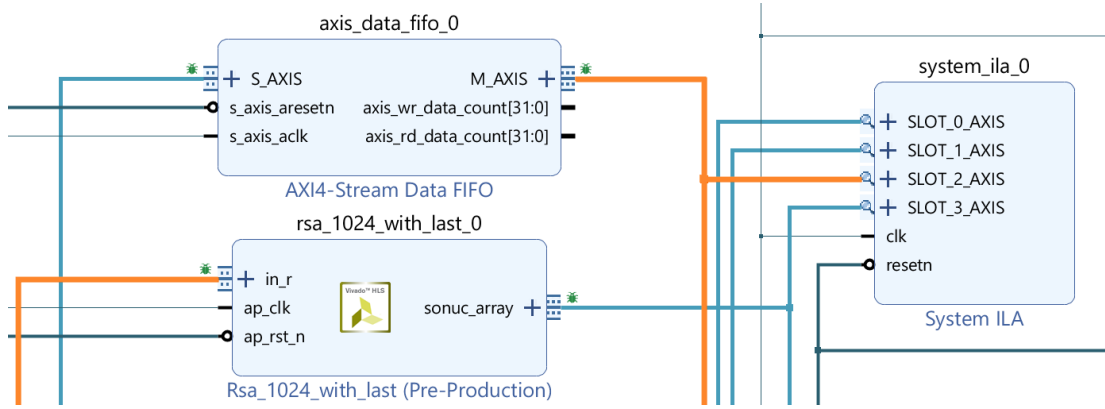 axis_data_fifo_0
S_AXIS
M_AXIS
s_axis_aresetn
axis_wr_data_count[31:0]
s_axis_aclk
axis_rd_data_count[31:0]
AXI4-Stream Data FIFO
rsa_1024_with_last_0
in_r
ap_clk
Vivado™ HLS
sonuc_array
ap_rst_n
Rsa_1024_with_last (Pre-Production)
system_ila_0
SLOT_0_AXIS
SLOT_1_AXIS
SLOT_2_AXIS
SLOT_3_AXIS
clk
resetn
System ILA